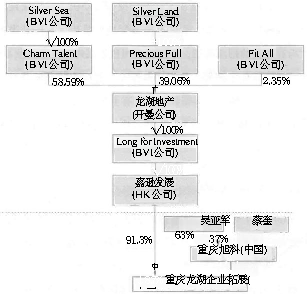 Silver Sea
(BVI公司)
Silver Land
(BVI公司)
100%
Charm Talent
(BVI公司)
Precious Full
(BVI公司)
Fit All
(BVI公司)
58.59%
39.06%
2.35%
龙湖地产
(开曼公司)
100%
Long for Investment
(BVI公司)
嘉逊发展
(HK公司)
吴亚军
蔡奎
91.3%
63%
37%
重庆旭科(中国)
重庆龙湖企业拓展